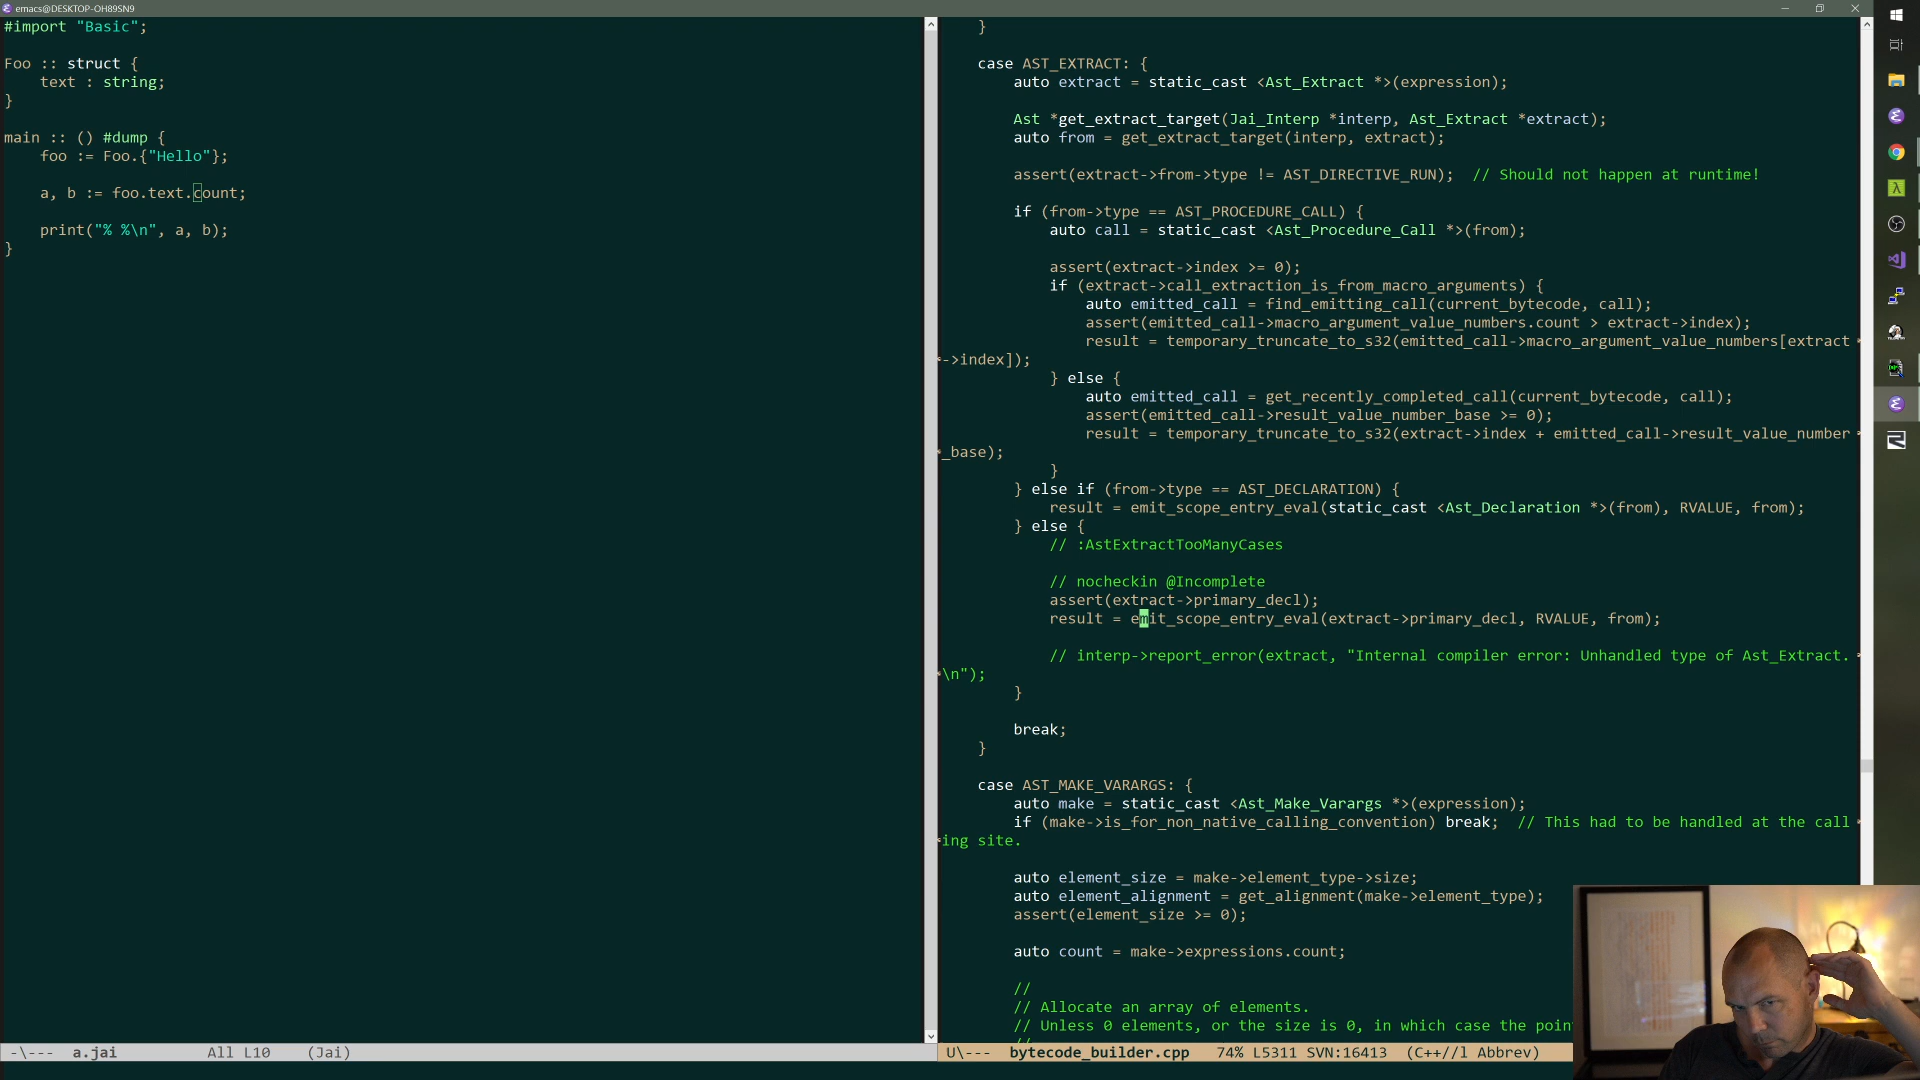 emacs@DESKTOP-OH89SN9
#import "Basic";
Foo :: struct {
    text : string;
}
main :: () #dump {
    foo := Foo.{"Hello"};
    a, b := foo.text.count;
    print("% %\n", a, b);
}
-\---  a.jai          All L10    (Jai)
    }
    case AST_EXTRACT: {
        auto extract = static_cast <Ast_Extract *>(expression);
        Ast *get_extract_target(Jai_Interp *interp, Ast_Extract *extract);
        auto from = get_extract_target(interp, extract);
        assert(extract->from->type != AST_DIRECTIVE_RUN);  // Should not happen at runtime!
        if (from->type == AST_PROCEDURE_CALL) {
            auto call = static_cast <Ast_Procedure_Call *>(from);
            assert(extract->index >= 0);
            if (extract->call_extraction_is_from_macro_arguments) {
                auto emitted_call = find_emitting_call(current_bytecode, call);
                assert(emitted_call->macro_argument_value_numbers.count > extract->index);
                result = temporary_truncate_to_s32(emitted_call->macro_argument_value_numbers[extract
->index]);
            } else {
                auto emitted_call = get_recently_completed_call(current_bytecode, call);
                assert(emitted_call->result_value_number_base >= 0);
                result = temporary_truncate_to_s32(extract->index + emitted_call->result_value_number
_base);
            }
        } else if (from->type == AST_DECLARATION) {
            result = emit_scope_entry_eval(static_cast <Ast_Declaration *>(from), RVALUE, from);
        } else {
            // :AstExtractTooManyCases
            // nocheckin @Incomplete
            assert(extract->primary_decl);
            result = emit_scope_entry_eval(extract->primary_decl, RVALUE, from);
            // interp->report_error(extract, "Internal compiler error: Unhandled type of Ast_Extract.
\n");
        }
        break;
    }
    case AST_MAKE_VARARGS: {
        auto make = static_cast <Ast_Make_Varargs *>(expression);
        if (make->is_for_non_native_calling_convention) break;  // This had to be handled at the call
ing site.
        auto element_size = make->element_type->size;
        auto element_alignment = get_alignment(make->element_type);
        assert(element_size >= 0);
        auto count = make->expressions.count;
        //
        // Allocate an array of elements.
        // Unless 0 elements, or the size is 0, in which case the poin
U\---  bytecode_builder.cpp   74% L5311 SVN:16413  (C++//l Abbrev)